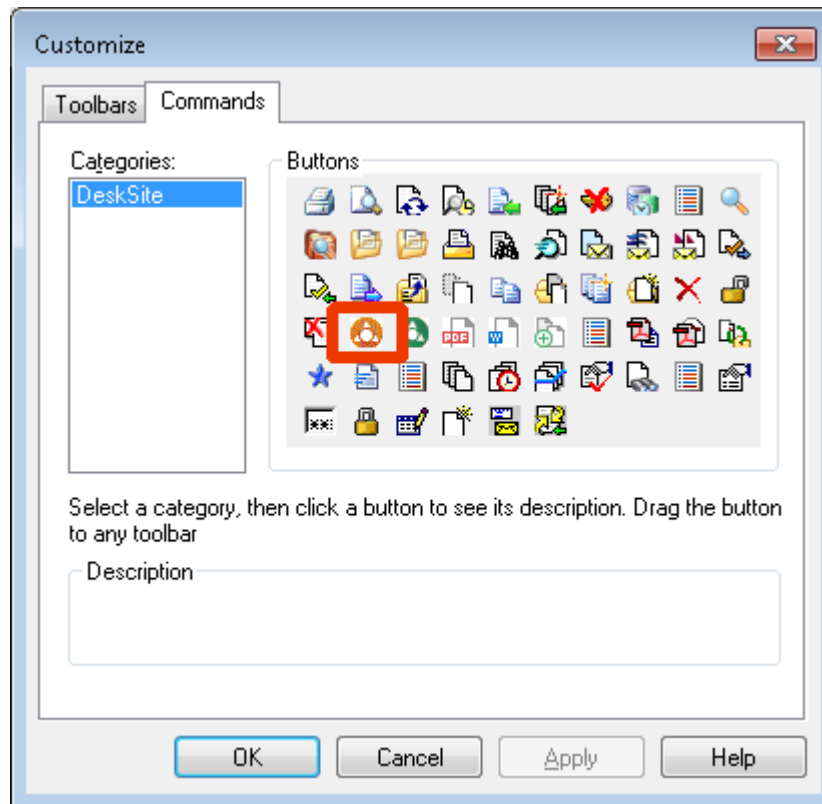 Customize
Toolbars
Commands
Categories:
DeskSite
Buttons
PDF
W
Select a category, then click a button to see its description. Drag the button
to any toolbar
Description
OK
Cancel
Apply
Help